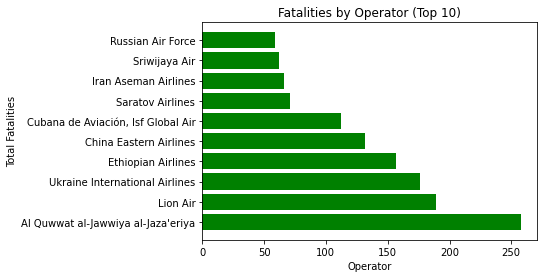 Fatalities by Operator (Top 10)
Total Fatalities
Russian Air Force
Sriwijaya Air
Iran Aseman Airlines
Saratov Airlines
Cubana de Aviación, lsf Global Air
China Eastern Airlines
Ethiopian Airlines
Ukraine International Airlines
Lion Air
Al Quwwat al-Jawwiya al-Jaza'eriya
0 50 100 150 200 250
Operator